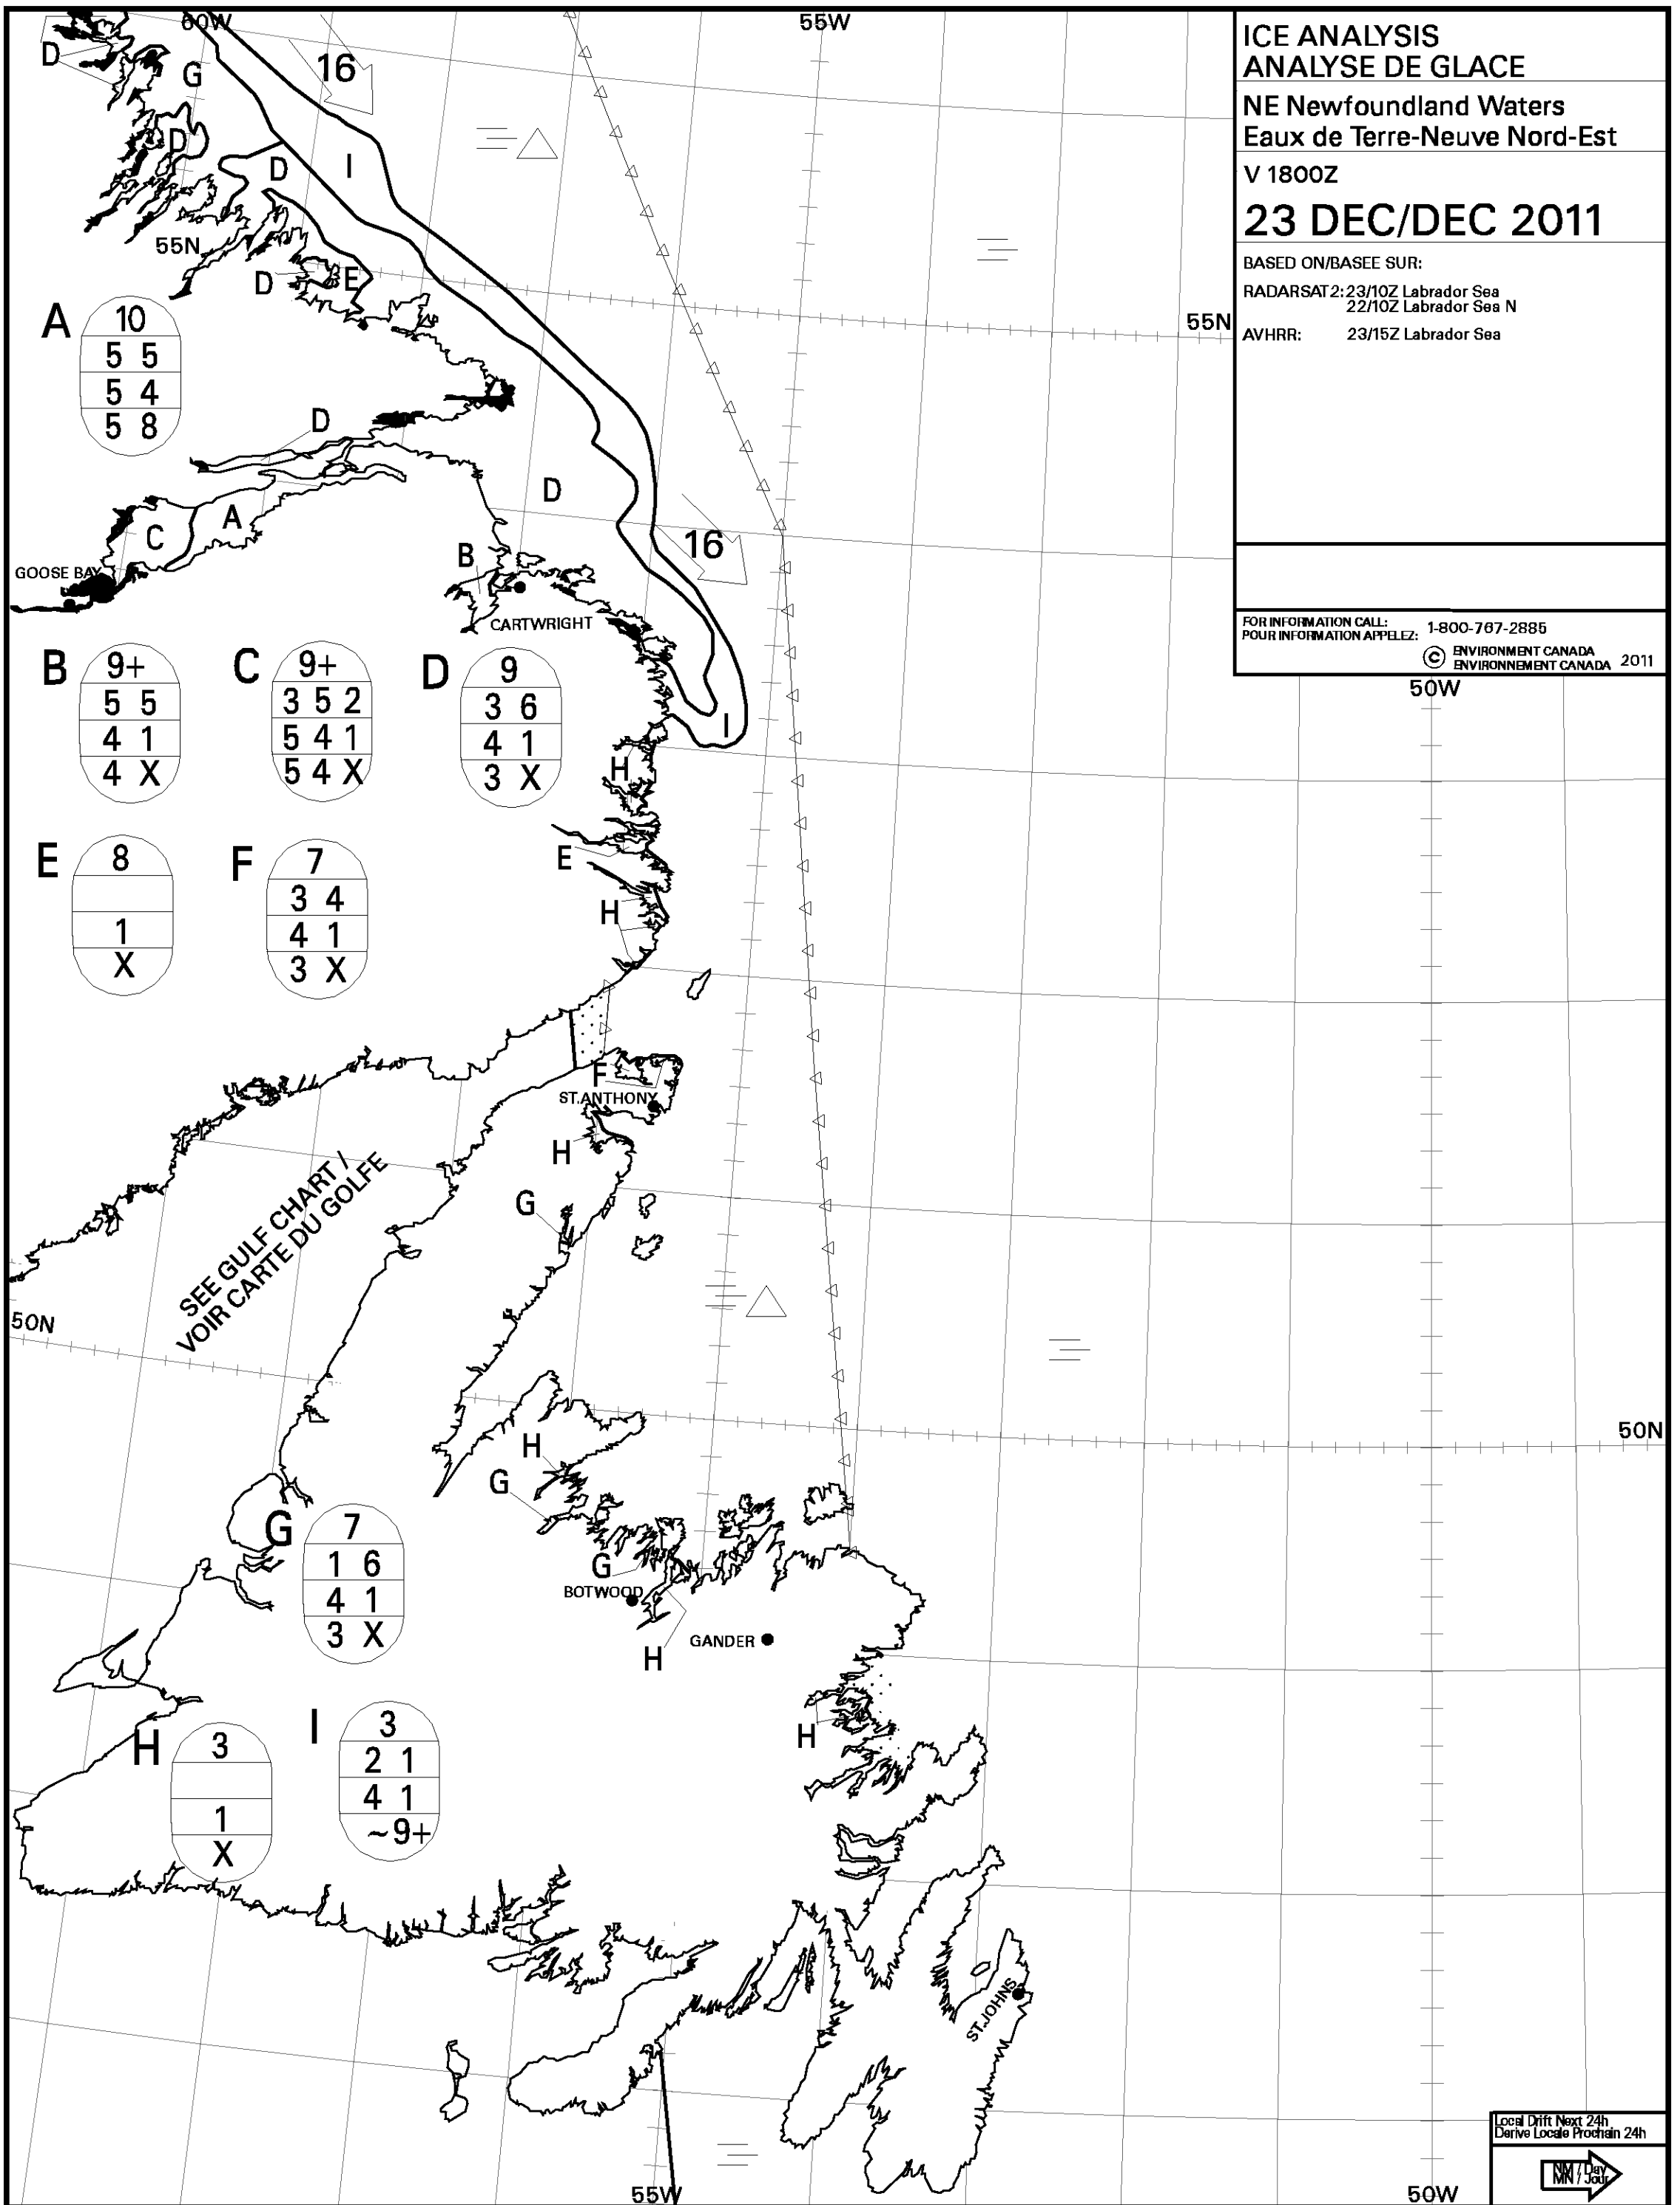 ICE ANALYSIS
ANALYSE DE GLACE
NE Newfoundland Waters
Eaux de Terre-Neuve Nord-Est
V 1800Z
23 DEC/DEC 2011
BASED ON/BASEE SUR:
RADARSAT2: 23/10Z Labrador Sea
22/10Z Labrador Sea N
AVHRR: 23/15Z Labrador Sea
FOR INFORMATION CALL:
POUR INFORMATION APPELEZ: 1-800-767-2885
© ENVIRONMENT CANADA
ENVIRONNEMENT CANADA 2011
60W
55W
D
G
16
D
D
I
55N
D
E
55N
A
10
5 5
5 4
5 8
D
D
C
A
16
B
GOOSE BAY
CARTWRIGHT
B
9+
5 5
4 1
4 X
C
9+
3 5 2
5 4 1
5 4 X
D
9
3 6
4 1
3 X
50W
I
H
E
8
1
X
F
7
3 4
4 1
3 X
E
H
F
ST.ANTHONY
H
G
SEE GULF CHART /
VOIR CARTE DU GOLFE
50N
50N
H
G
G
7
1 6
4 1
3 X
G
BOTWOOD
H
GANDER
H
H
3
1
X
I
3
2 1
4 1
~9+
ST.JOHNS
55W
50W
Local Drift Next 24h
Derive Locale Prochain 24h
NM / Day
MN / Jour